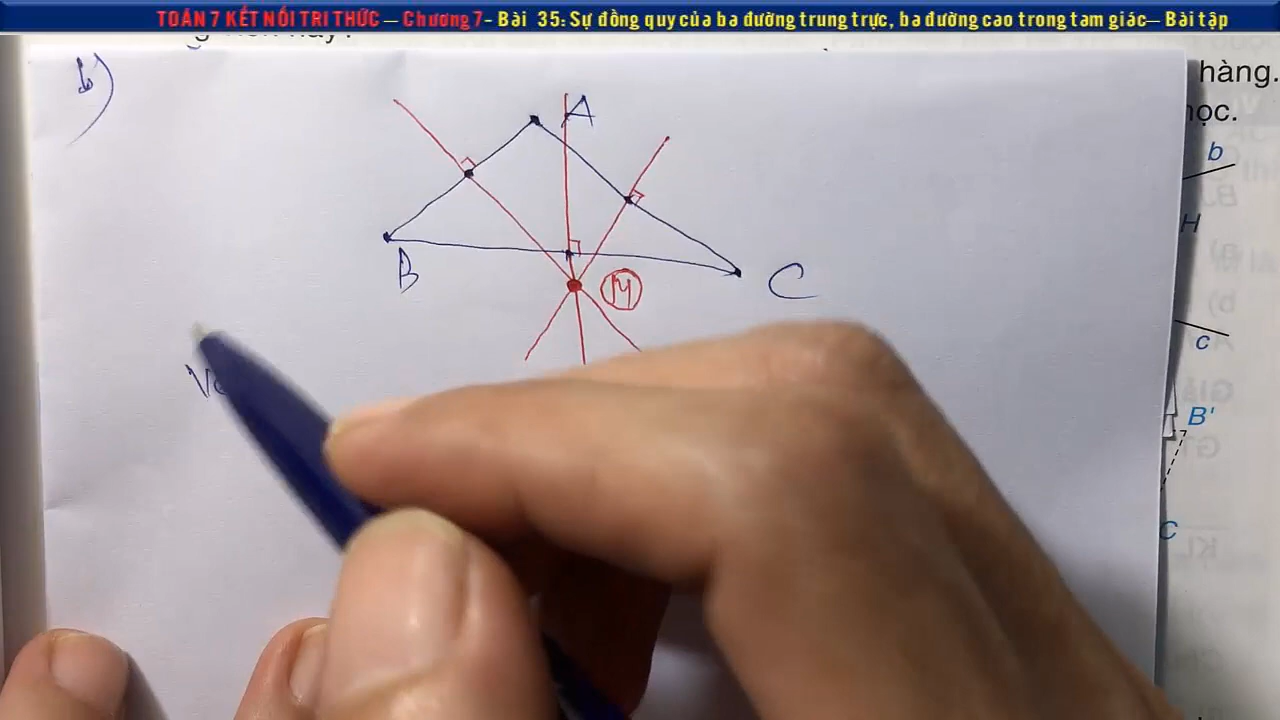 TOÁN 7 KẾT NỐI TRI THỨC – Chương 7 - Bài 35: Sự đồng quy của ba đường trung trực, ba đường cao trong tam giác – Bài tập
b)
hàng.
học.
A
b
H
B
M
C
c
B'
C